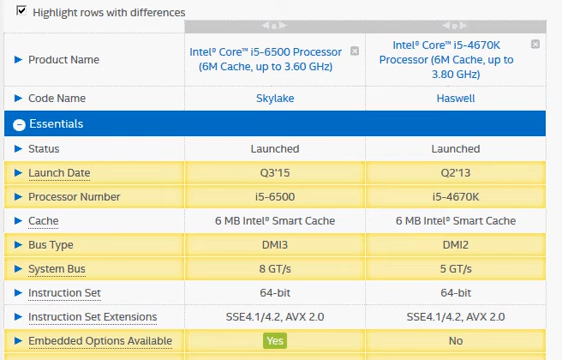 Highlight rows with differences
Product Name
Intel® Core™ i5-6500 Processor
(6M Cache, up to 3.60 GHz)
Intel® Core™ i5-4670K
Processor (6M Cache, up to
3.80 GHz)
Code Name Skylake Haswell
Essentials
Status Launched Launched
Launch Date Q3'15 Q2'13
Processor Number i5-6500 i5-4670K
Cache 6 MB Intel® Smart Cache 6 MB Intel® Smart Cache
Bus Type DMI3 DMI2
System Bus 8 GT/s 5 GT/s
Instruction Set 64-bit 64-bit
Instruction Set Extensions SSE4.1/4.2, AVX 2.0 SSE4.1/4.2, AVX 2.0
Embedded Options Available Yes No